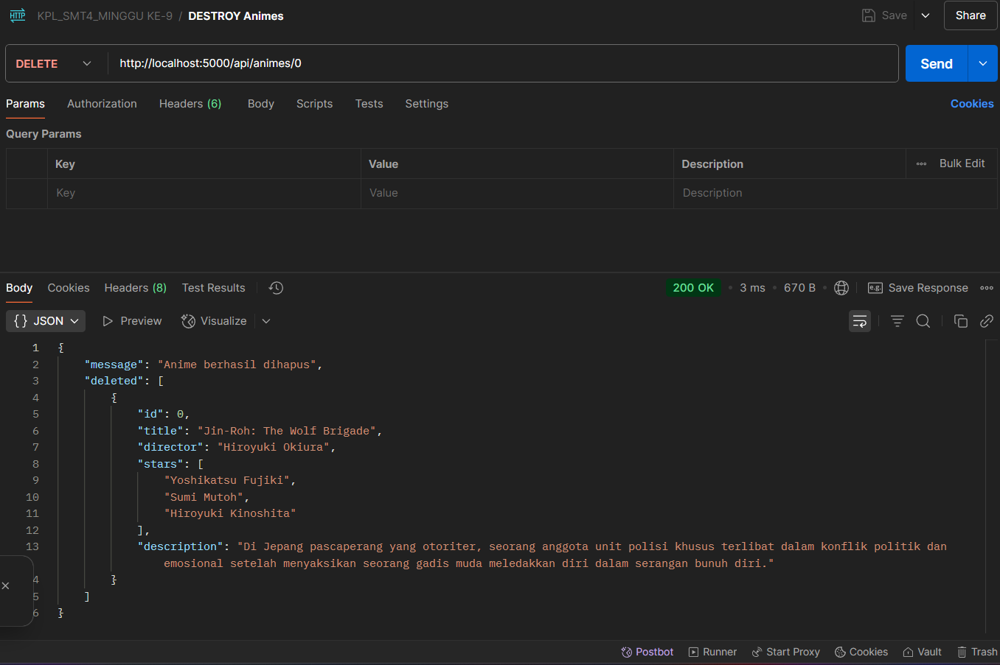 HTTP KPL_SMT4_MINGGU KE-9 / DESTROY Animes Save Share
DELETE http://localhost:5000/api/animes/0 Send
Params Authorization Headers (6) Body Scripts Tests Settings Cookies
Query Params
Key Value Description Bulk Edit
Key Value Description
Body Cookies Headers (8) Test Results 200 OK 3 ms 670 B e.g. Save Response
{} JSON Preview Visualize
1 {
2 "message": "Anime berhasil dihapus",
3 "deleted": [
4 {
5 "id": 0,
6 "title": "Jin-Roh: The Wolf Brigade",
7 "director": "Hiroyuki Okiura",
8 "stars": [
9 "Yoshikatsu Fujiki",
10 "Sumi Mutoh",
11 "Hiroyuki Kinoshita"
12 ],
13 "description": "Di Jepang pascaperang yang otoriter, seorang anggota unit polisi khusus terlibat dalam konflik politik dan
emosional setelah menyaksikan seorang gadis muda meledakkan diri dalam serangan bunuh diri."
4 }
5 ]
6 }
Postbot Runner Start Proxy Cookies Vault Trash